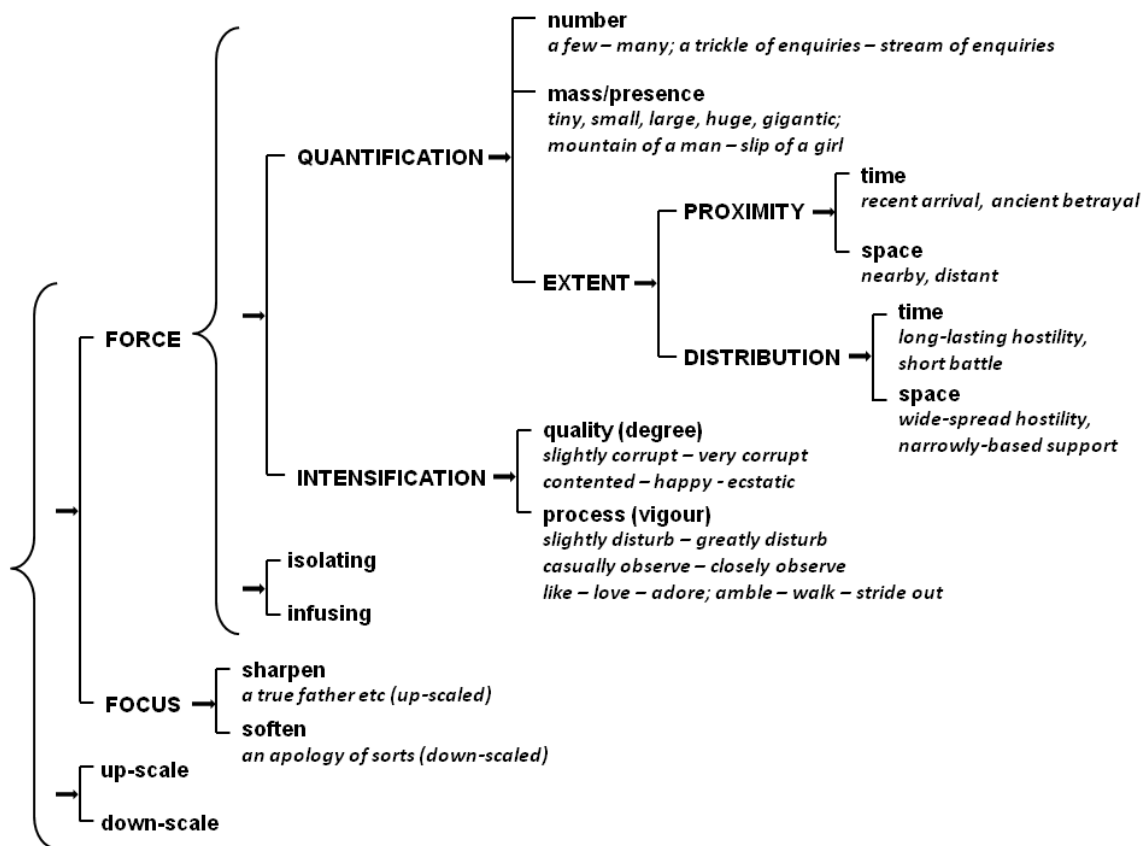 number
a few – many; a trickle of enquiries – stream of enquiries
mass/presence
tiny, small, large, huge, gigantic;
mountain of a man – slip of a girl
QUANTIFICATION
time
recent arrival, ancient betrayal
PROXIMITY
space
nearby, distant
EXTENT
time
long-lasting hostility,
short battle
FORCE
DISTRIBUTION
space
wide-spread hostility,
narrowly-based support
quality (degree)
slightly corrupt – very corrupt
contented – happy - ecstatic
INTENSIFICATION
process (vigour)
slightly disturb – greatly disturb
casually observe – closely observe
like – love – adore; amble – walk – stride out
isolating
infusing
sharpen
a true father etc (up-scaled)
FOCUS
soften
an apology of sorts (down-scaled)
up-scale
down-scale